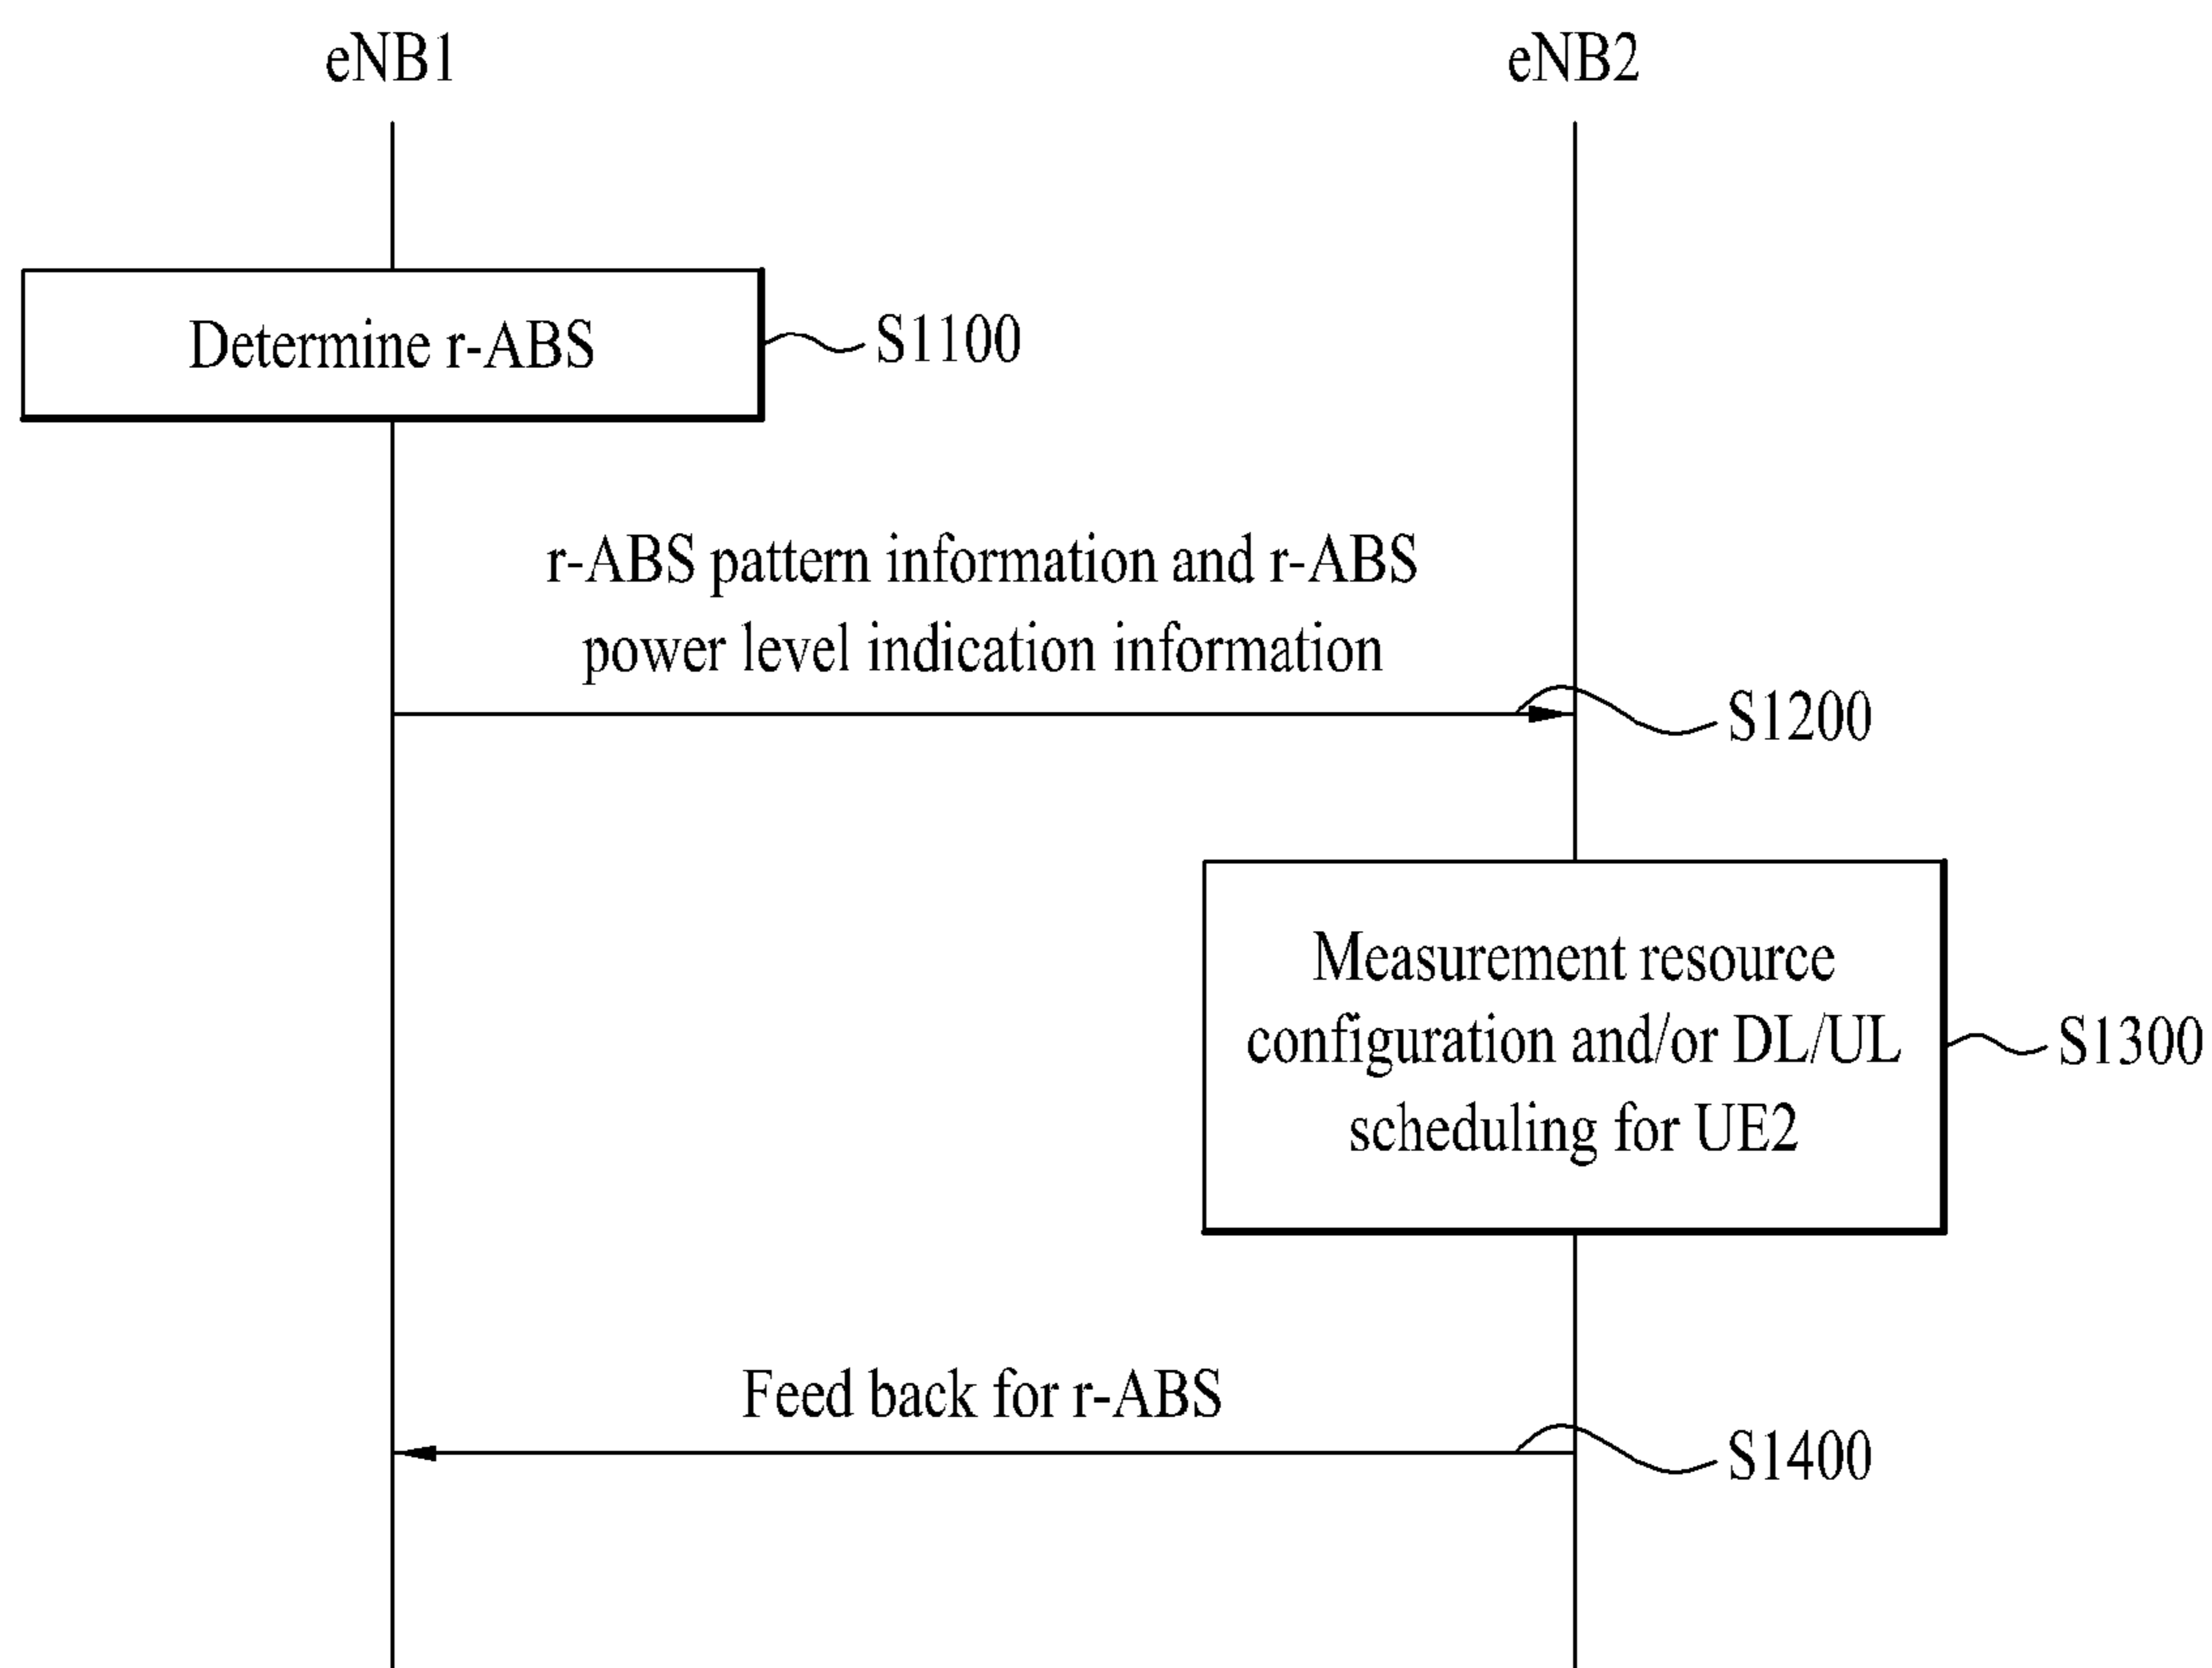 eNB1
eNB2
Determine r-ABS
S1100
r-ABS pattern information and r-ABS
power level indication information
S1200
Measurement resource
configuration and/or DL/UL
scheduling for UE2
S1300
Feed back for r-ABS
S1400